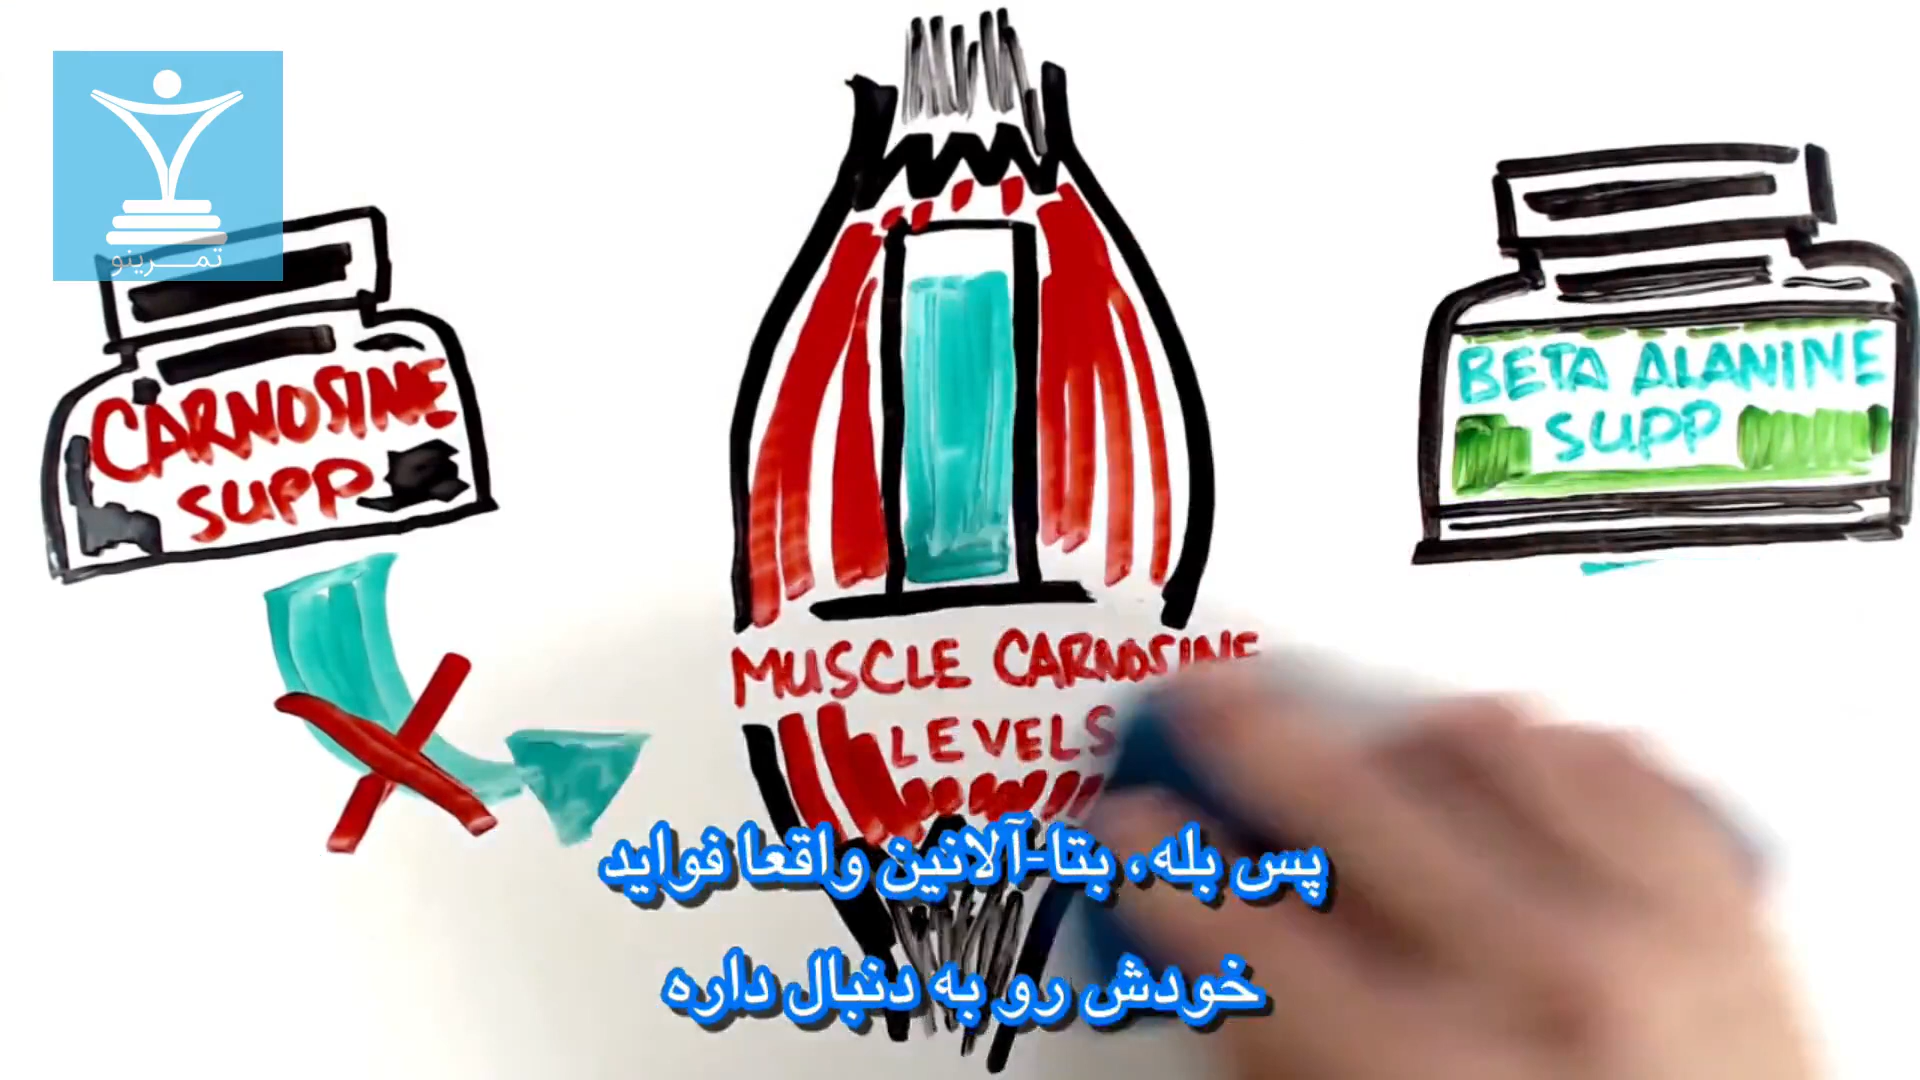 تمرینو
CARNOSINE
SUPP
MUSCLE CARNOSINE
LEVELS
BETA ALANINE
SUPP
پس بله، بتا-آلانین واقعا فواید
خودش رو به دنبال داره